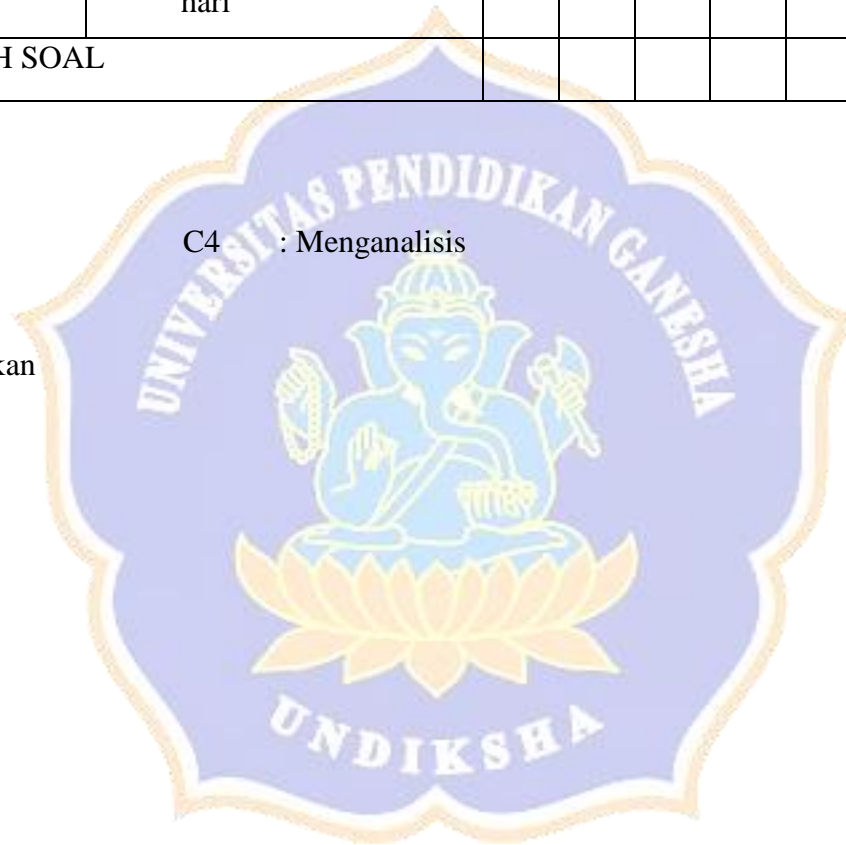 hari
H SOAL
UNIVERSITAS PENDIDIKAN GANESHA
C4 : Menganalisis
kan
UNDIKSHA